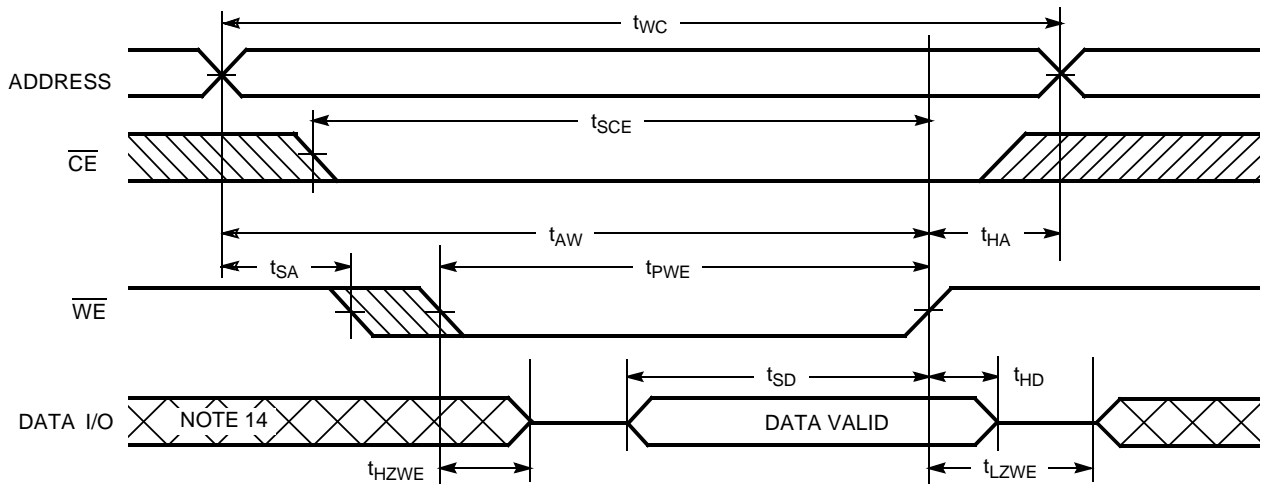 tWC
ADDRESS
tSCE
CE
tAW
tHA
tSA
tPWE
WE
tSD
tHD
DATA I/O
NOTE 14
DATA VALID
tHZWE
tLZWE